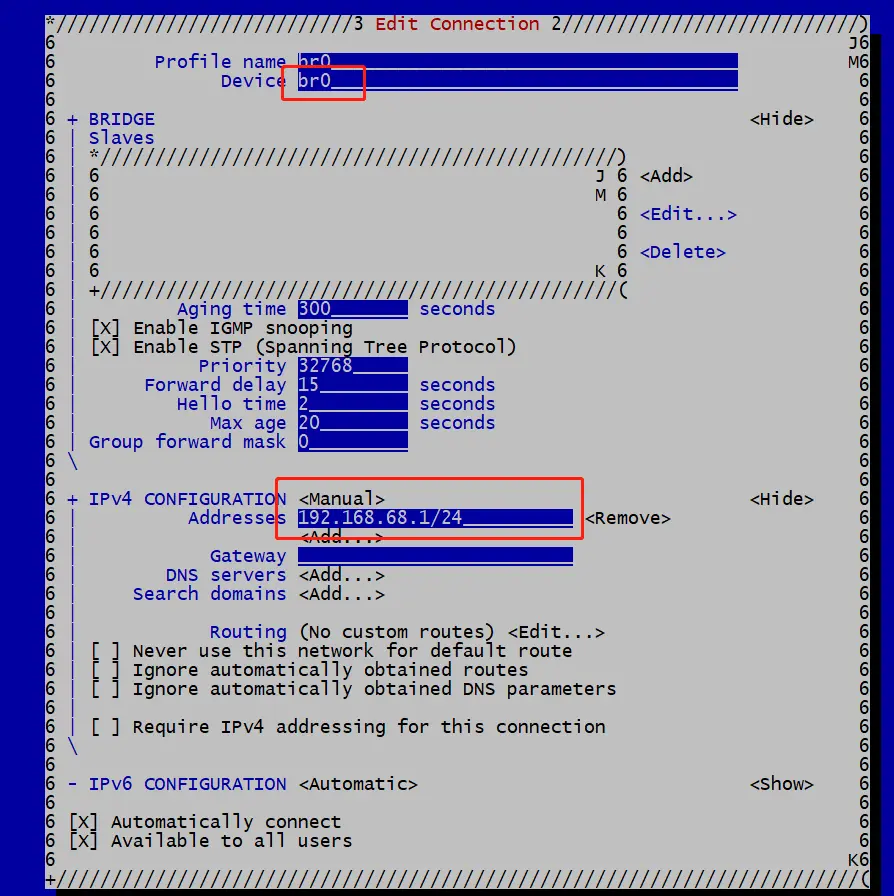 *///////////////////////////3 Edit Connection 2///////////////////////////)
6 J6
6 Profile name br0 M6
6 Device br0 6
6 6
6 + BRIDGE <Hide> 6
6 | Slaves 6
6 | *///////////////////////////////////////////////) 6
6 | 6 J 6 <Add> 6
6 | 6 M 6 6
6 | 6 6 <Edit...> 6
6 | 6 6 6
6 | 6 6 <Delete> 6
6 | 6 K 6 6
6 | +///////////////////////////////////////////////( 6
6 | Aging time 300_______ seconds 6
6 | [X] Enable IGMP snooping 6
6 | [X] Enable STP (Spanning Tree Protocol) 6
6 | Priority 32768_____ 6
6 | Forward delay 15________ seconds 6
6 | Hello time 2_________ seconds 6
6 | Max age 20________ seconds 6
6 | Group forward mask 0_________ 6
6 \ 6
6 6
6 + IPv4 CONFIGURATION <Manual> <Hide> 6
6 | Addresses 192.168.68.1/24__________ <Remove> 6
6 | <Add...> 6
6 | Gateway _________________________ 6
6 | DNS servers <Add...> 6
6 | Search domains <Add...> 6
6 | 6
6 | Routing (No custom routes) <Edit...> 6
6 | [ ] Never use this network for default route 6
6 | [ ] Ignore automatically obtained routes 6
6 | [ ] Ignore automatically obtained DNS parameters 6
6 | 6
6 | [ ] Require IPv4 addressing for this connection 6
6 \ 6
6 6
6 - IPv6 CONFIGURATION <Automatic> <Show> 6
6 6
6 [X] Automatically connect 6
6 [X] Available to all users 6
6 K6
+//////////////////////////////////////////////////////////////////////////(